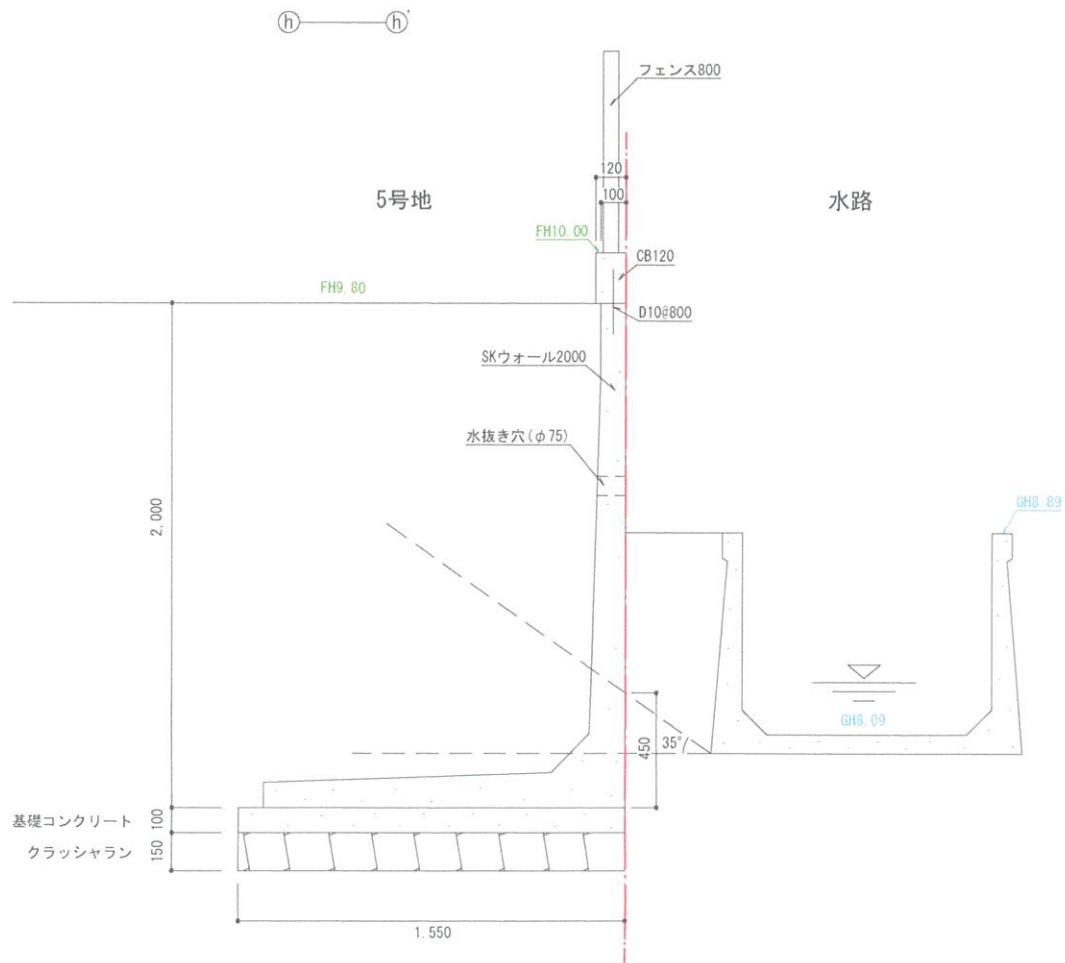 h h'
フェンス800
120
5号地
水路
100
FH10.00
CB120
FH9.80
D10@800
SKウォール2000
水抜き穴(φ75)
GH8.89
2,000
GH8.09
450
35°
基礎コンクリート
100
クラッシャラン
150
1.550